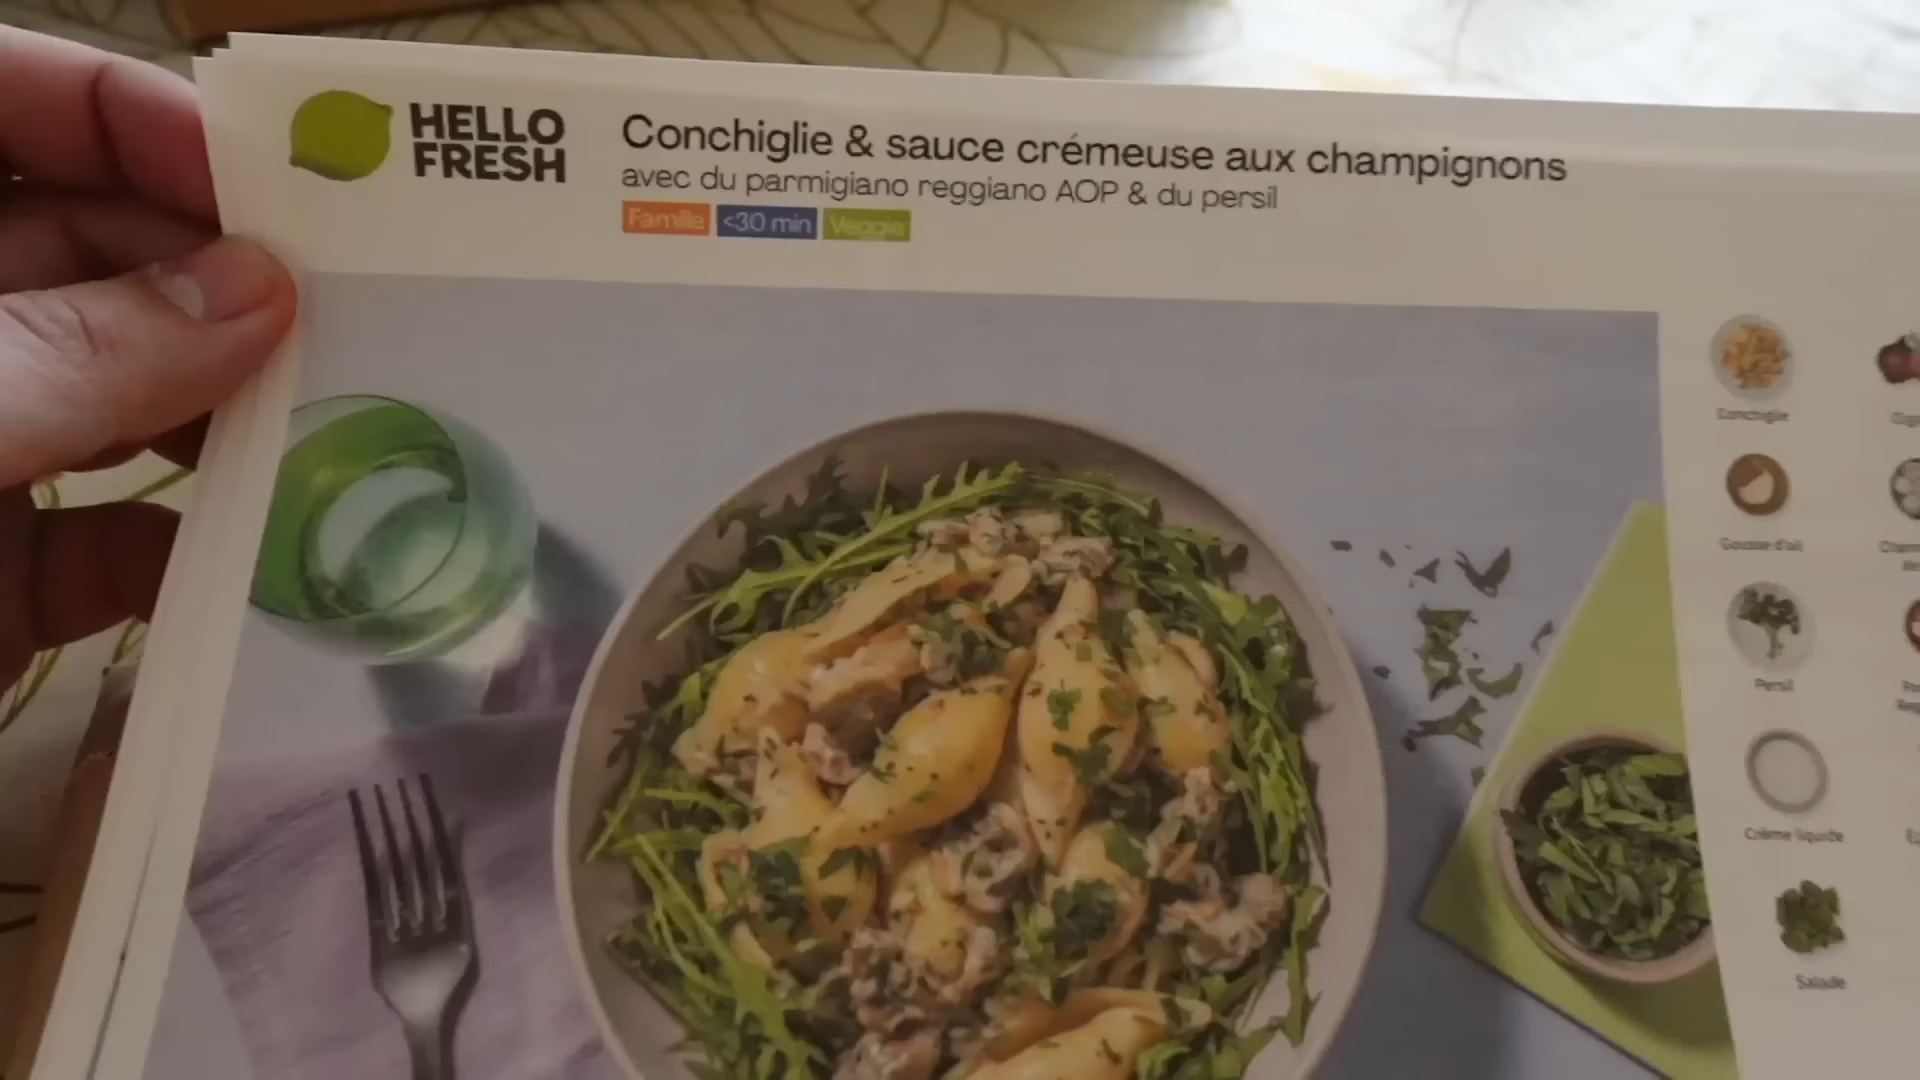 HELLO
FRESH
Conchiglie & sauce crémeuse aux champignons
avec du parmigiano reggiano AOP & du persil
Famille <30 min Veggie
Conchiglie
Gousse d'ail
Persil
Crème liquide
Salade